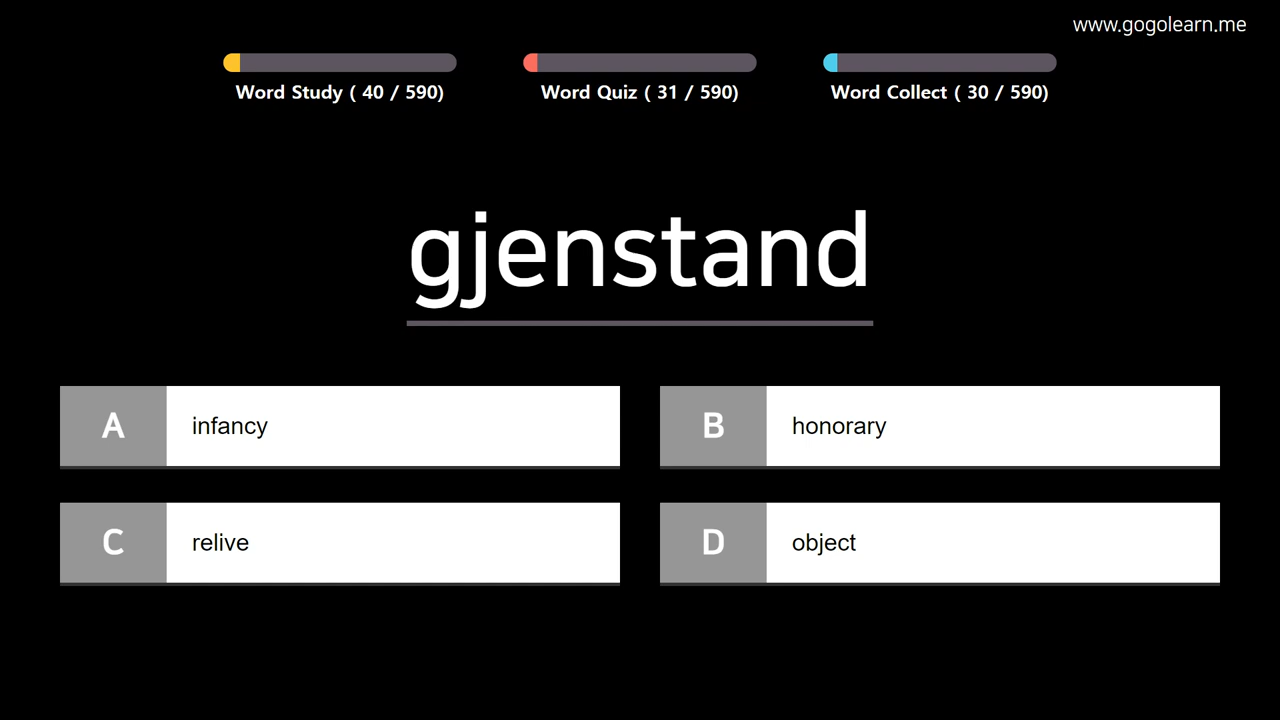 www.gogolearn.me
Word Study ( 40 / 590)
Word Quiz ( 31 / 590)
Word Collect ( 30 / 590)
gjenstand
A infancy
B honorary
C relive
D object